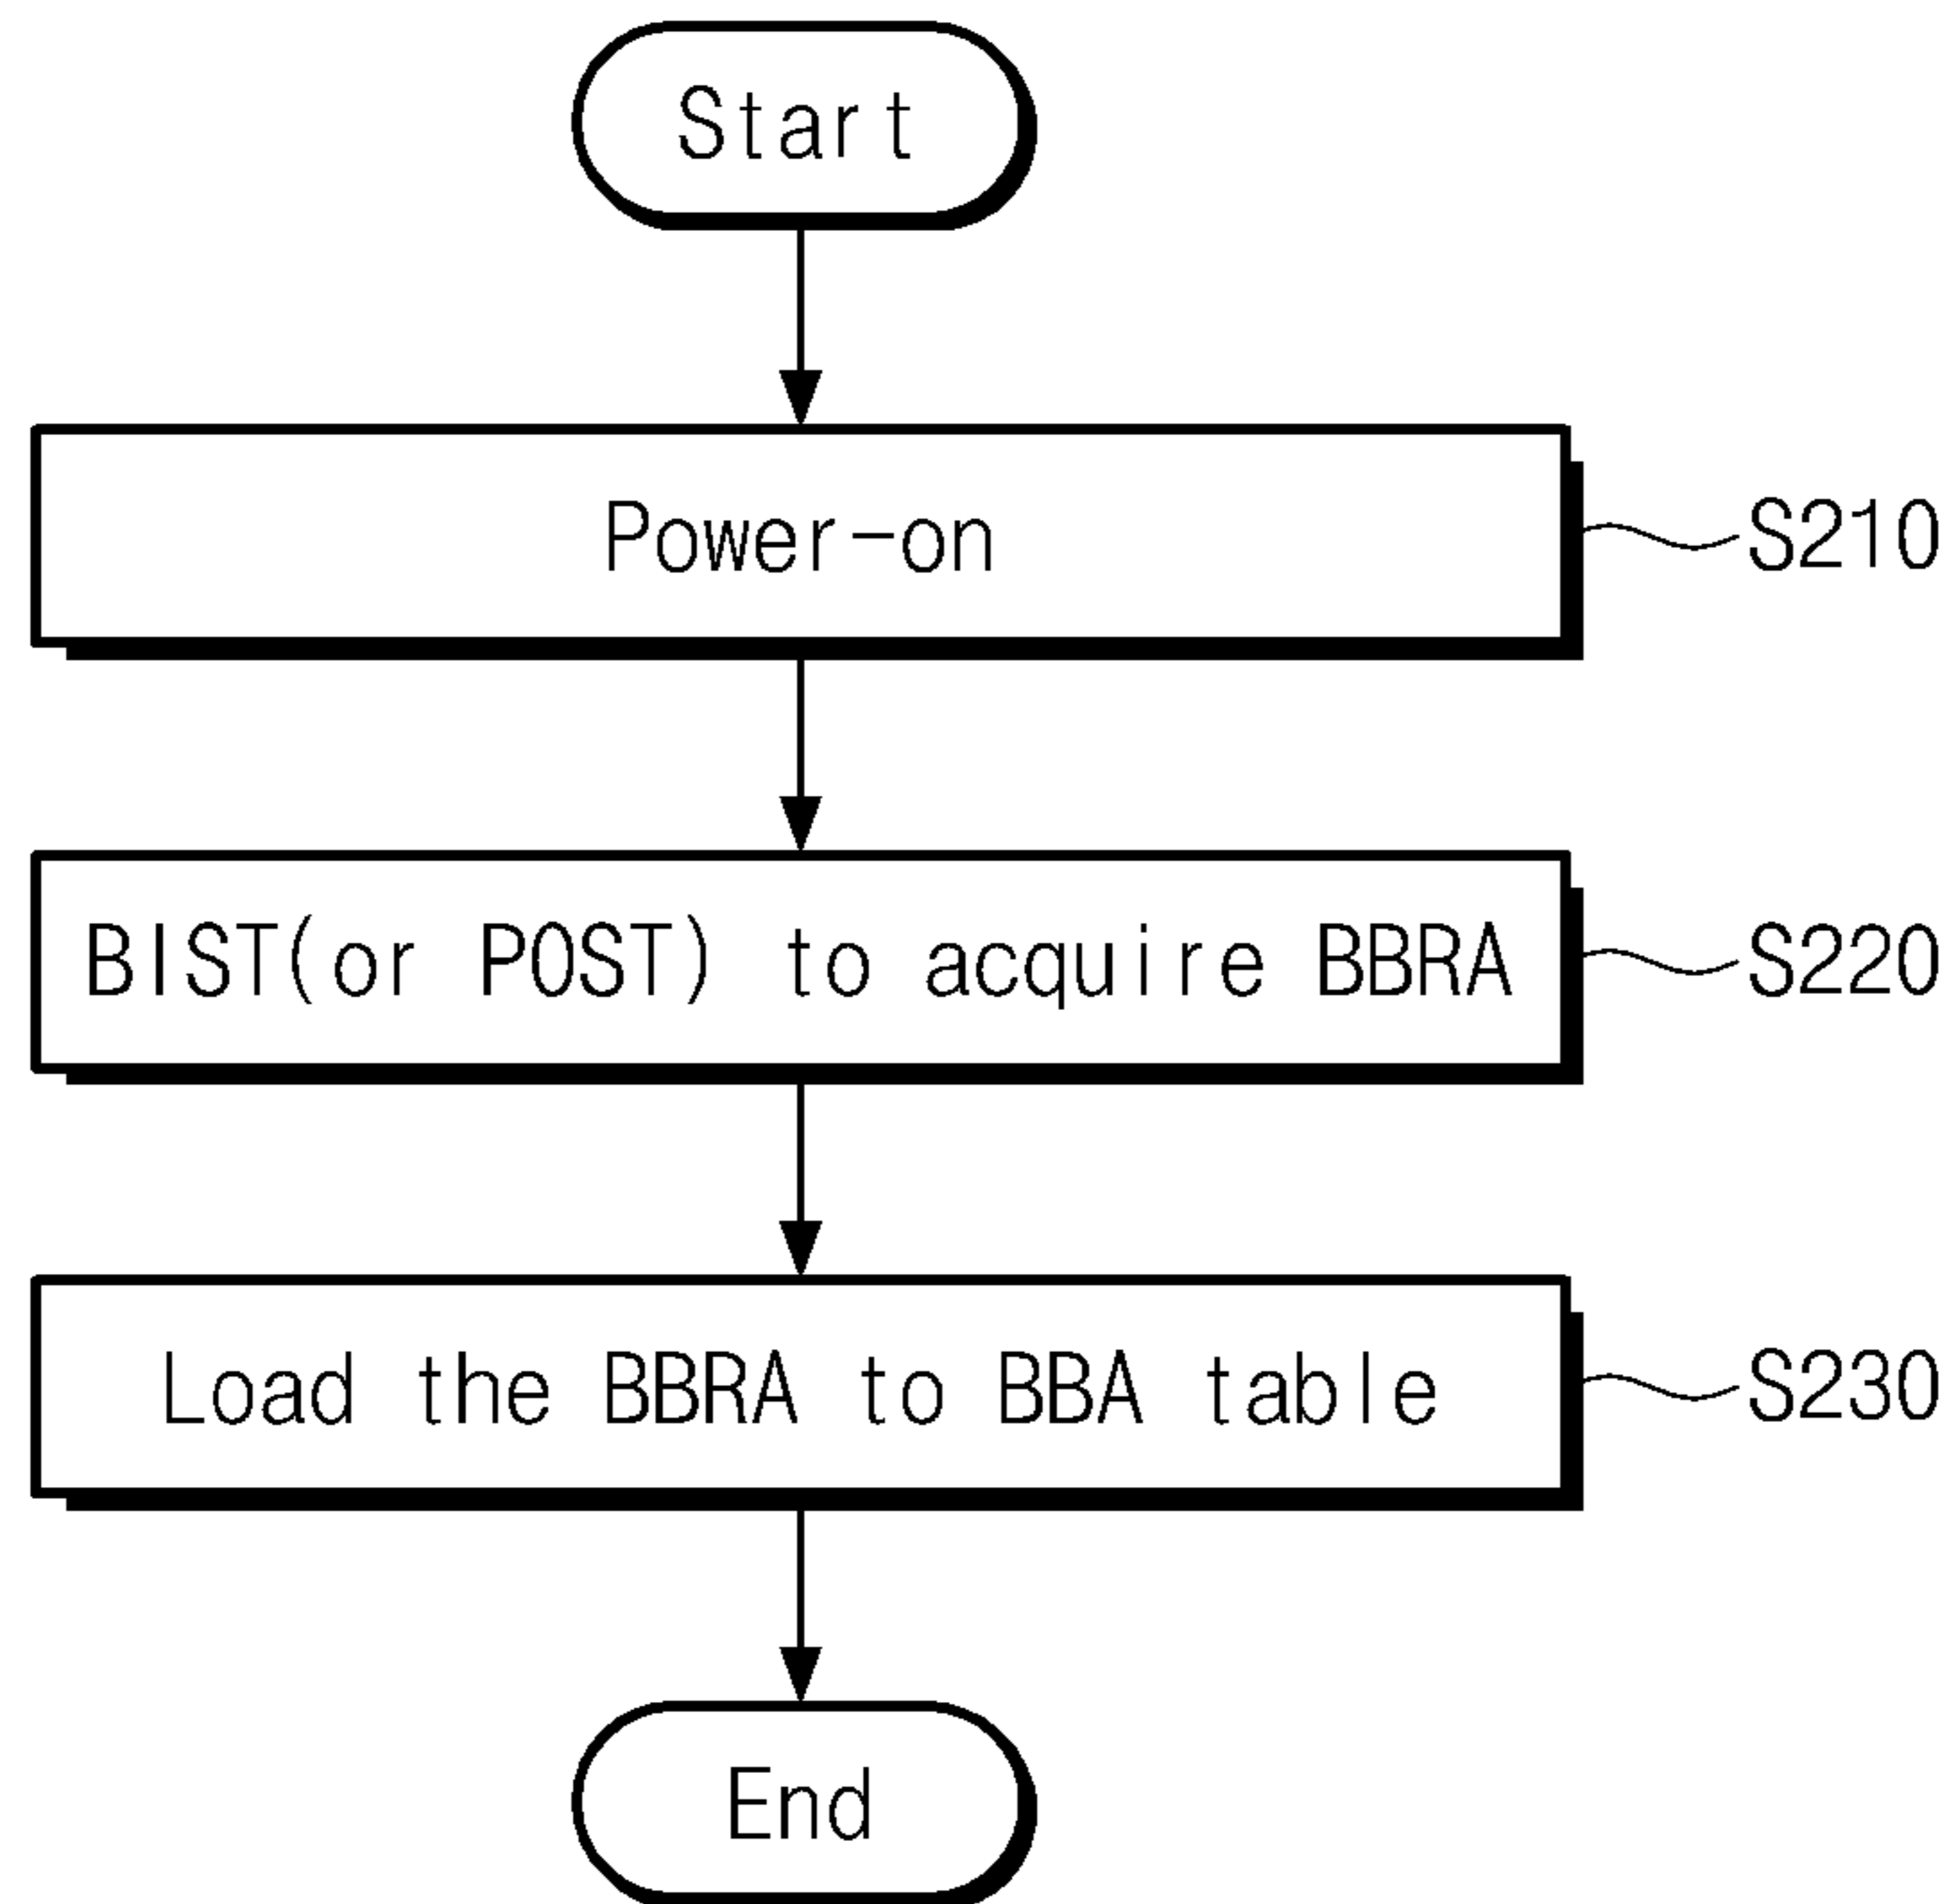 Start
Power-on
S210
BIST(or POST) to acquire BBRA
S220
Load the BBRA to BBA table
S230
End